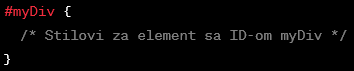 #myDiv {
/* Stilovi za element sa ID-om myDiv */
}